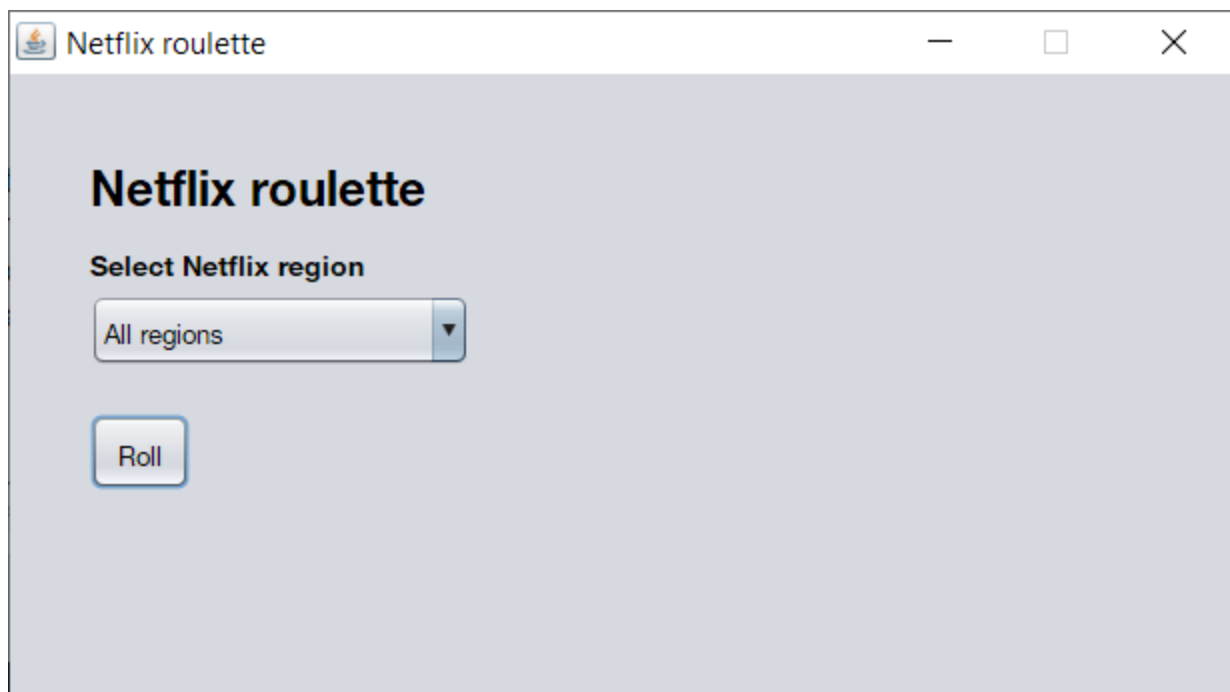 Netflix roulette
Netflix roulette
Select Netflix region
All regions
Roll